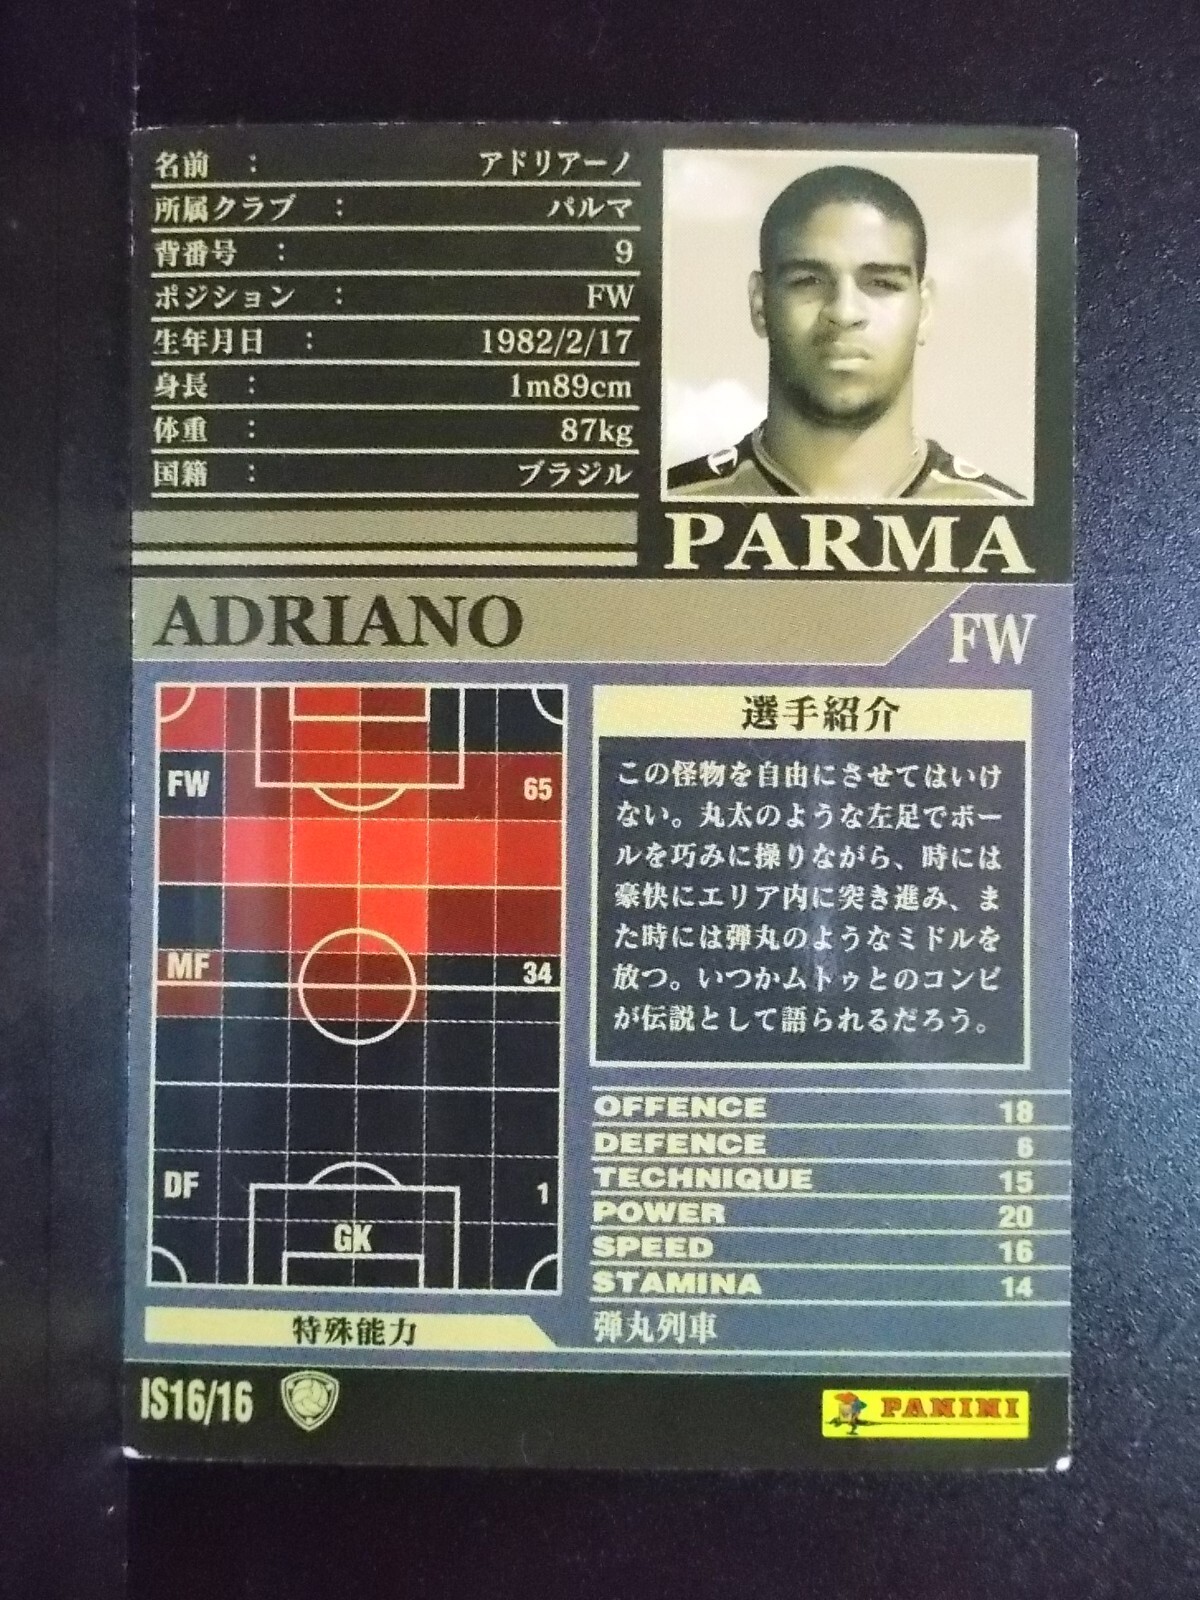 名前 : アドリアーノ
所属クラブ : パルマ
背番号 : 9
ポジション : FW
生年月日 : 1982/2/17
身長 : 1m89cm
体重 : 87kg
国籍 : ブラジル
PARMA
ADRIANO
FW
FW 65
MF 34
DF 1
GK
選手紹介
この怪物を自由にさせてはいけ
ない。丸太のような左足でボー
ルを巧みに操りながら、時には
豪快にエリア内に突き進み、ま
た時には弾丸のようなミドルを
放つ。いつかムトゥとのコンビ
が伝説として語られるだろう。
OFFENCE 18
DEFENCE 6
TECHNIQUE 15
POWER 20
SPEED 16
STAMINA 14
特殊能力 弾丸列車
IS16/16
PANINI